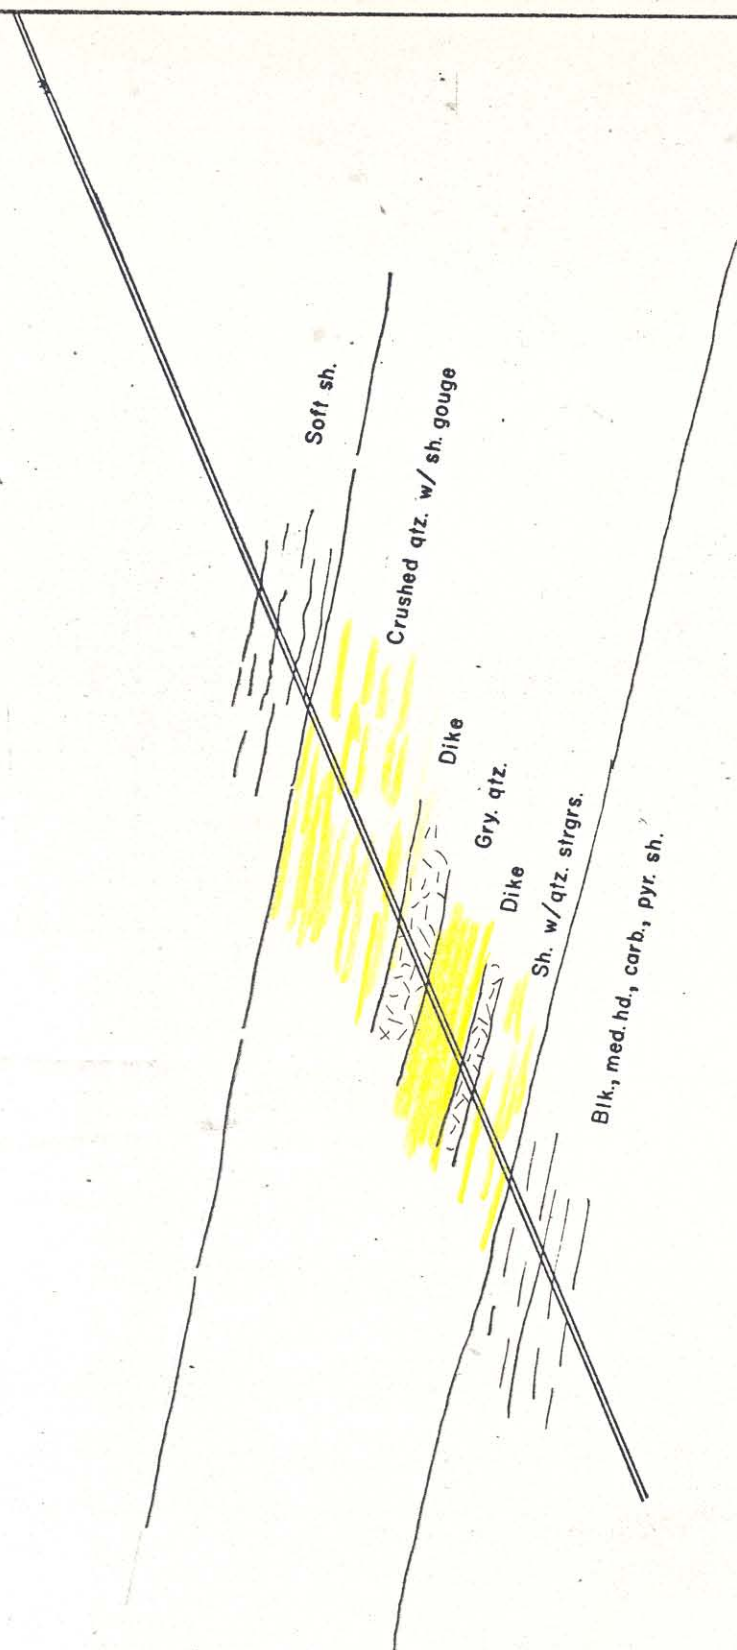 Soft sh.
Crushed qtz. w/ sh. gouge
Dike
Gry. qtz.
Dike
Sh. w/qtz. strgrs.
Blk., med. hd., carb., pyr. sh.